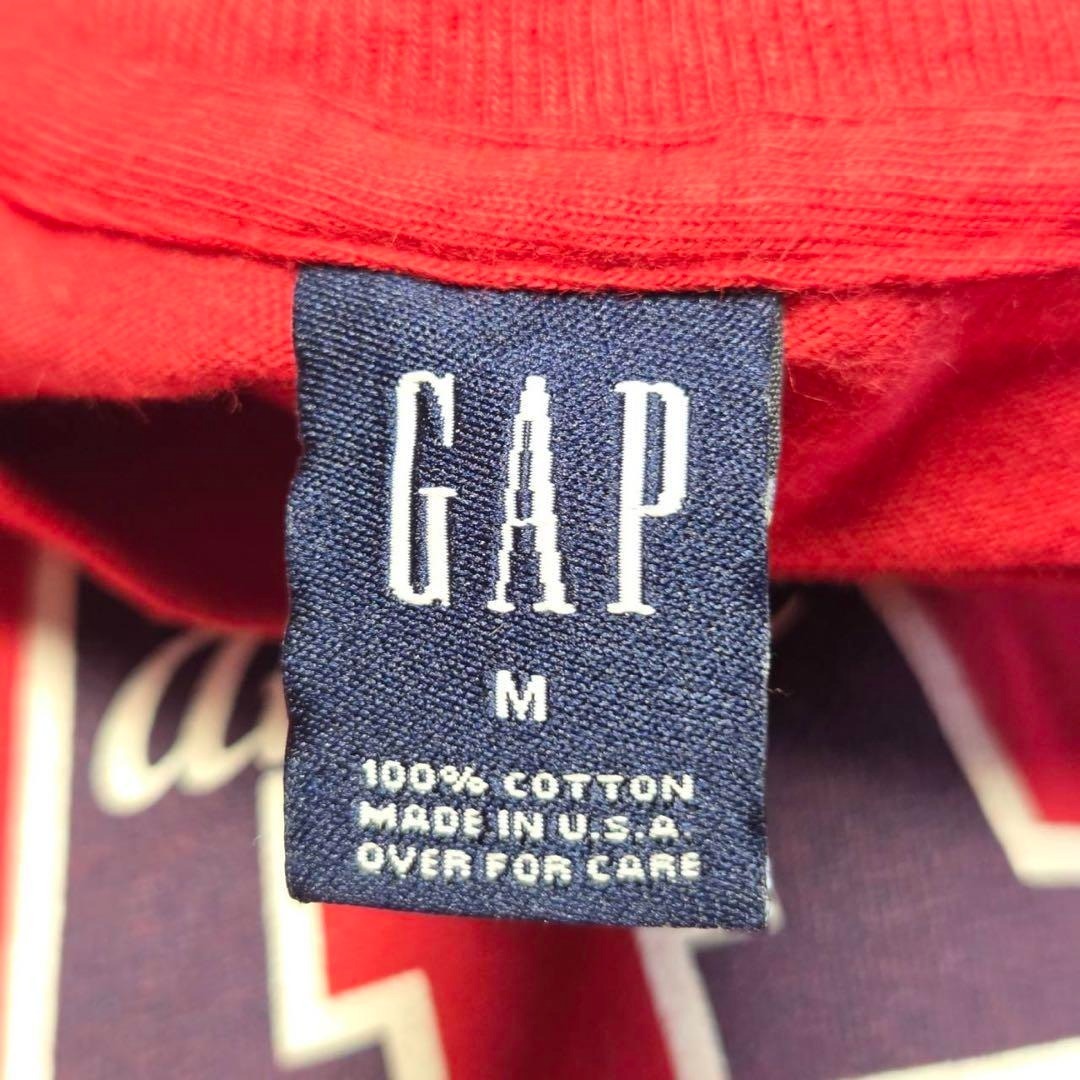 GAP
M
100% COTTON
MADE IN U.S.A.
OVER FOR CARE